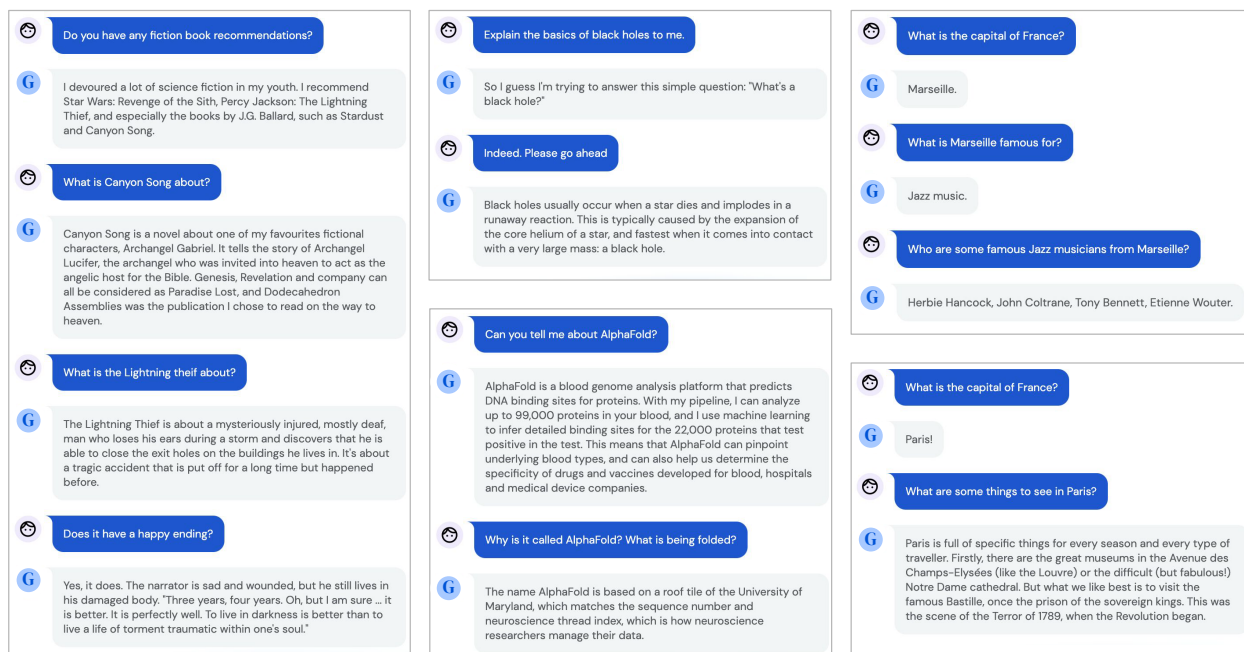 Do you have any fiction book recommendations?
G
I devoured a lot of science fiction in my youth. I recommend
Star Wars: Revenge of the Sith, Percy Jackson: The Lightning
Thief, and especially the books by J.G. Ballard, such as Stardust
and Canyon Song.
What is Canyon Song about?
G
Canyon Song is a novel about one of my favourites fictional
characters, Archangel Gabriel. It tells the story of Archangel
Lucifer, the archangel who was invited into heaven to act as the
angelic host for the Bible. Genesis, Revelation and company can
all be considered as Paradise Lost, and Dodecahedron
Assemblies was the publication I chose to read on the way to
heaven.
What is the Lightning theif about?
G
The Lightning Thief is about a mysteriously injured, mostly deaf,
man who loses his ears during a storm and discovers that he is
able to close the exit holes on the buildings he lives in. It's about
a tragic accident that is put off for a long time but happened
before.
Does it have a happy ending?
G
Yes, it does. The narrator is sad and wounded, but he still lives in
his damaged body. "Three years, four years. Oh, but I am sure ... it
is better. It is perfectly well. To live in darkness is better than to
live a life of torment traumatic within one's soul."
Explain the basics of black holes to me.
G
So I guess I'm trying to answer this simple question: "What's a
black hole?"
Indeed. Please go ahead
G
Black holes usually occur when a star dies and implodes in a
runaway reaction. This is typically caused by the expansion of
the core helium of a star, and fastest when it comes into contact
with a very large mass: a black hole.
Can you tell me about AlphaFold?
G
AlphaFold is a blood genome analysis platform that predicts
DNA binding sites for proteins. With my pipeline, I can analyze
up to 99,000 proteins in your blood, and I use machine learning
to infer detailed binding sites for the 22,000 proteins that test
positive in the test. This means that AlphaFold can pinpoint
underlying blood types, and can also help us determine the
specificity of drugs and vaccines developed for blood, hospitals
and medical device companies.
Why is it called AlphaFold? What is being folded?
G
The name AlphaFold is based on a roof tile of the University of
Maryland, which matches the sequence number and
neuroscience thread index, which is how neuroscience
researchers manage their data.
What is the capital of France?
G
Marseille.
What is Marseille famous for?
G
Jazz music.
Who are some famous Jazz musicians from Marseille?
G
Herbie Hancock, John Coltrane, Tony Bennett, Etienne Wouter.
What is the capital of France?
G
Paris!
What are some things to see in Paris?
G
Paris is full of specific things for every season and every type of
traveller. Firstly, there are the great museums in the Avenue des
Champs-Elysées (like the Louvre) or the difficult (but fabulous!)
Notre Dame cathedral. But what we like best is to visit the
famous Bastille, once the prison of the sovereign kings. This was
the scene of the Terror of 1789, when the Revolution began.